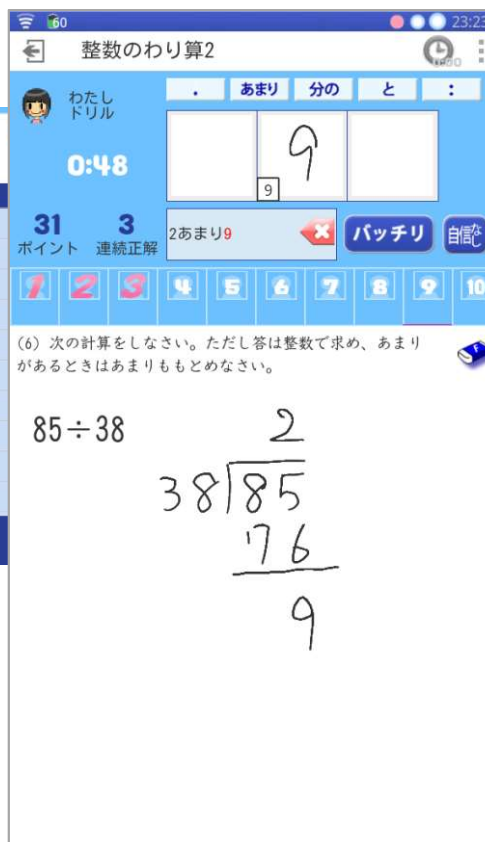 60 23:23
整数のわり算2
わたし
ドリル
. あまり 分の と :
0:48
9
9
31 ポイント
3 連続正解
2あまり9
バッチリ
自信なし
1 2 3 4 5 6 7 8 9 10
(6) 次の計算をしなさい。ただし答は整数で求め、あまり
があるときはあまりももとめなさい。
85÷38
2
38 85
76
9